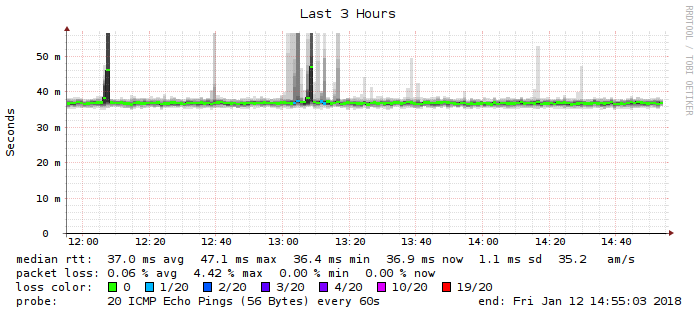 Last 3 Hours
RRDTOOL / TOBI OETIKER
Seconds
50 m
40 m
30 m
20 m
10 m
0
12:00 12:20 12:40 13:00 13:20 13:40 14:00 14:20 14:40
median rtt: 37.0 ms avg 47.1 ms max 36.4 ms min 36.9 ms now 1.1 ms sd 35.2 am/s
packet loss: 0.06 % avg 4.42 % max 0.00 % min 0.00 % now
loss color: 0 1/20 2/20 3/20 4/20 10/20 19/20
probe: 20 ICMP Echo Pings (56 Bytes) every 60s end: Fri Jan 12 14:55:03 2018